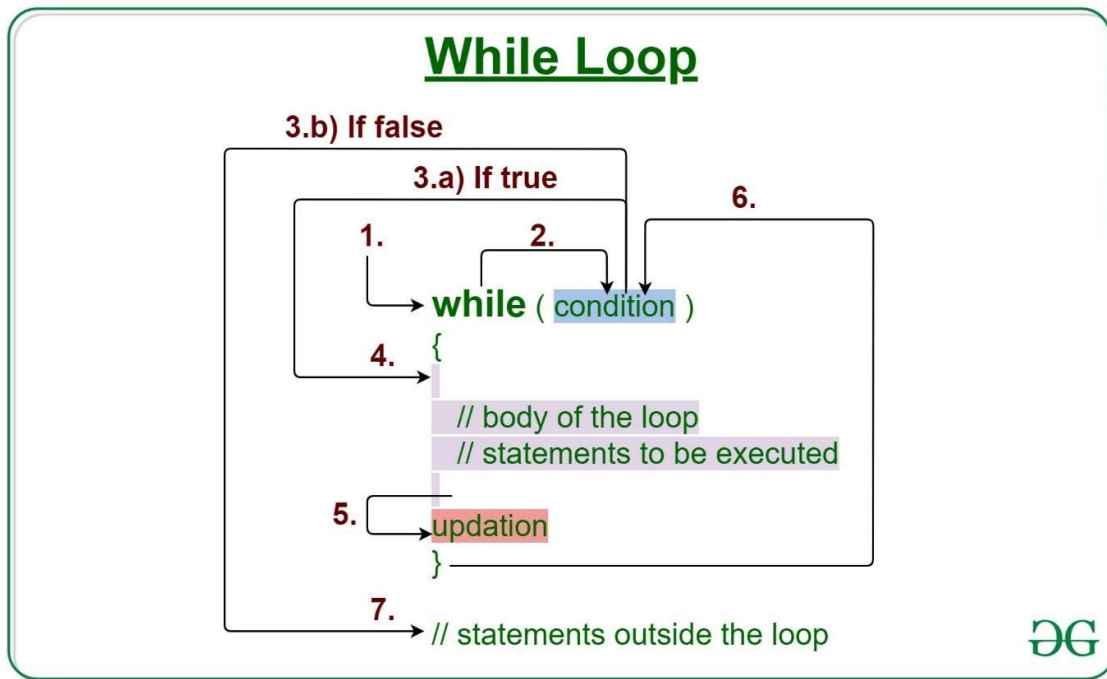 While Loop
3.b) If false
3.a) If true
6.
1.
2.
while ( condition )
{
4.
// body of the loop
// statements to be executed
5.
updation
}
7.
// statements outside the loop